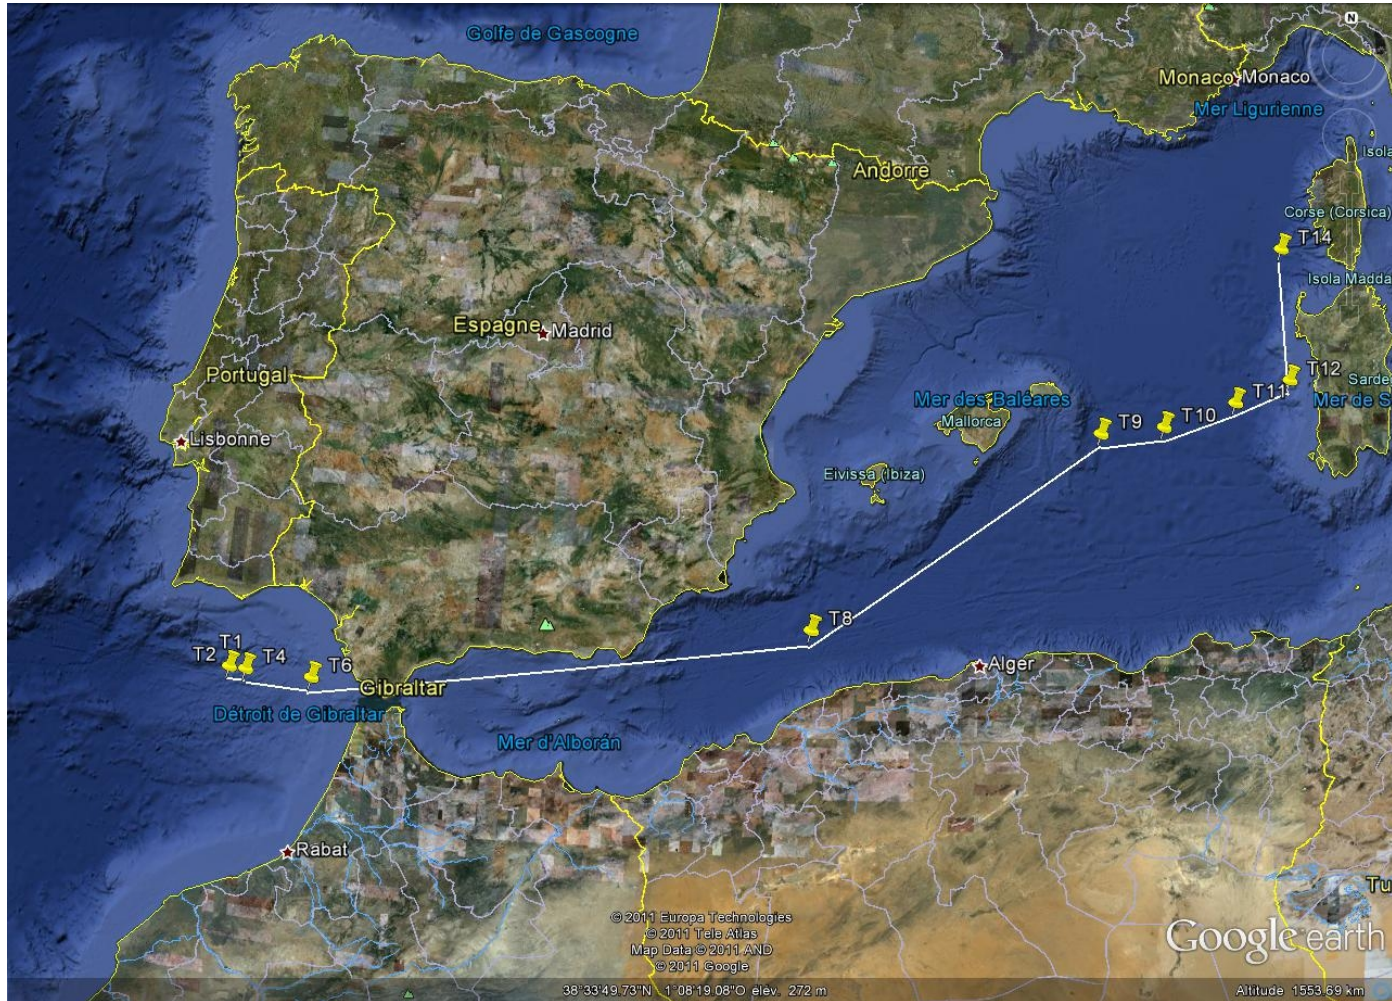 Golfe de Gascogne
N
Monaco
Monaco
Mer Ligurienne
Andorre
Isola
Corse (Corsica)
T14
Isola Madda
Espagne
Madrid
Portugal
T12
Sarde
Mer des Baléares
T11
Mer de S
Mallorca
T9
T10
Lisbonne
Eivissa (Ibiza)
T8
T1
T2
T4
T6
Alger
Gibraltar
Détroit de Gibraltar
Mer d'Alborán
Rabat
Tu
© 2011 Europa Technologies
© 2011 Tele Atlas
Map Data © 2011 AND
© 2011 Google
Google earth
38°33'49.73"N 1°08'19.08"O élév. 272 m
Altitude 1553.69 km